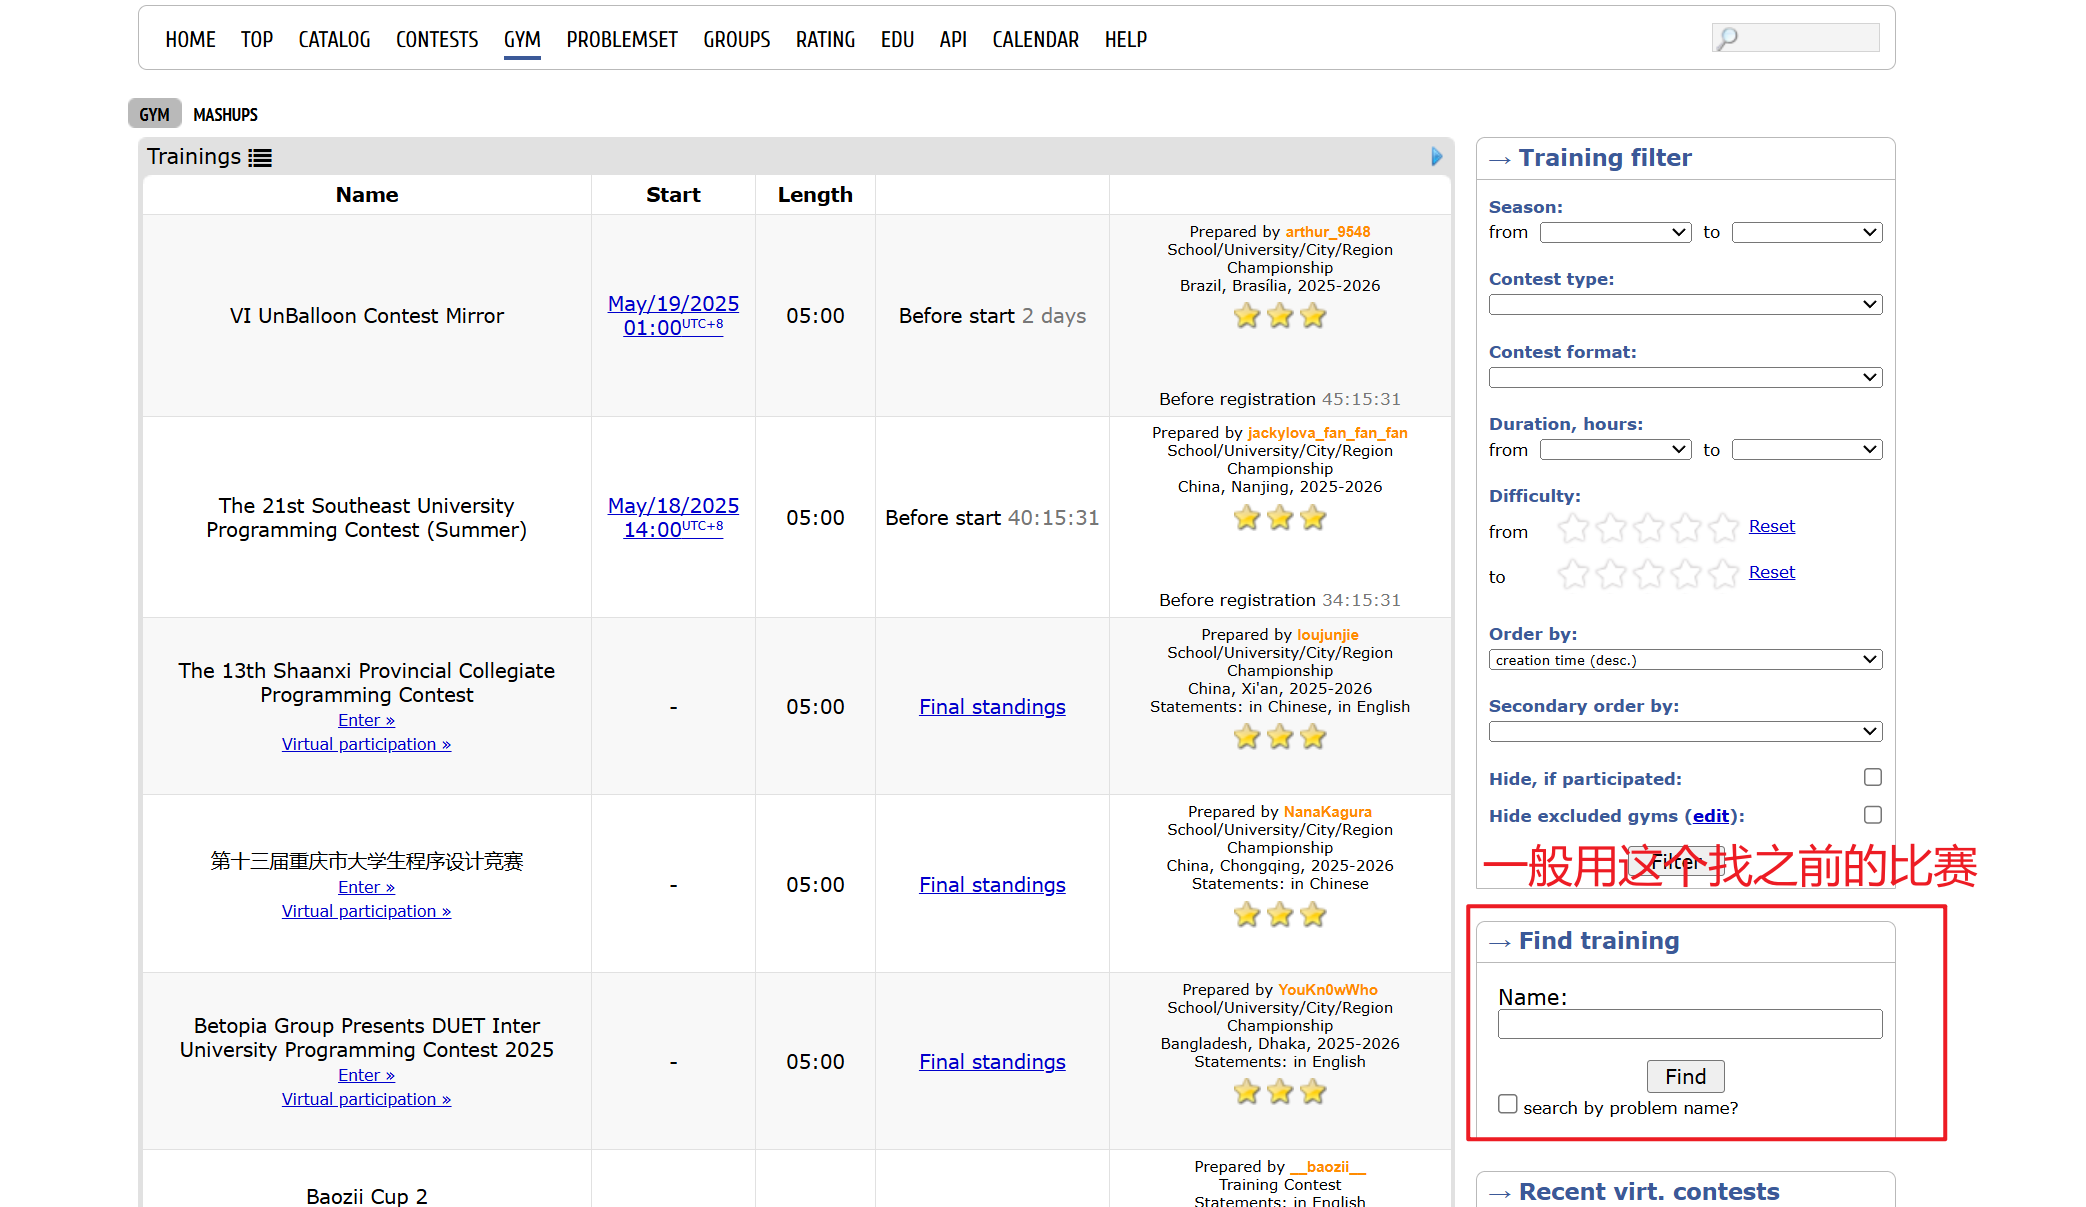 HOME TOP CATALOG CONTESTS GYM PROBLEMSET GROUPS RATING EDU API CALENDAR HELP
GYM MASHUPS
Trainings
Name Start Length
VI UnBalloon Contest Mirror
May/19/2025
01:00UTC+8
05:00
Before start 2 days
Prepared by arthur_9548
School/University/City/Region
Championship
Brazil, Brasília, 2025-2026
Before registration 45:15:31
The 21st Southeast University
Programming Contest (Summer)
May/18/2025
14:00UTC+8
05:00
Before start 40:15:31
Prepared by jackylova_fan_fan_fan
School/University/City/Region
Championship
China, Nanjing, 2025-2026
Before registration 34:15:31
The 13th Shaanxi Provincial Collegiate
Programming Contest
Enter »
Virtual participation »
-
05:00
Final standings
Prepared by loujunjie
School/University/City/Region
Championship
China, Xi'an, 2025-2026
Statements: in Chinese, in English
第十三届重庆市大学生程序设计竞赛
Enter »
Virtual participation »
-
05:00
Final standings
Prepared by NanaKagura
School/University/City/Region
Championship
China, Chongqing, 2025-2026
Statements: in Chinese
Betopia Group Presents DUET Inter
University Programming Contest 2025
Enter »
Virtual participation »
-
05:00
Final standings
Prepared by YouKn0wWho
School/University/City/Region
Championship
Bangladesh, Dhaka, 2025-2026
Statements: in English
Baozii Cup 2
Prepared by __baozii__
Training Contest
Statements: in English
→ Training filter
Season:
from to
Contest type:
Contest format:
Duration, hours:
from to
Difficulty:
from Reset
to Reset
Order by:
creation time (desc.)
Secondary order by:
Hide, if participated:
Hide excluded gyms (edit):
Filter
一般用这个找之前的比赛
→ Find training
Name:
Find
search by problem name?
→ Recent virt. contests